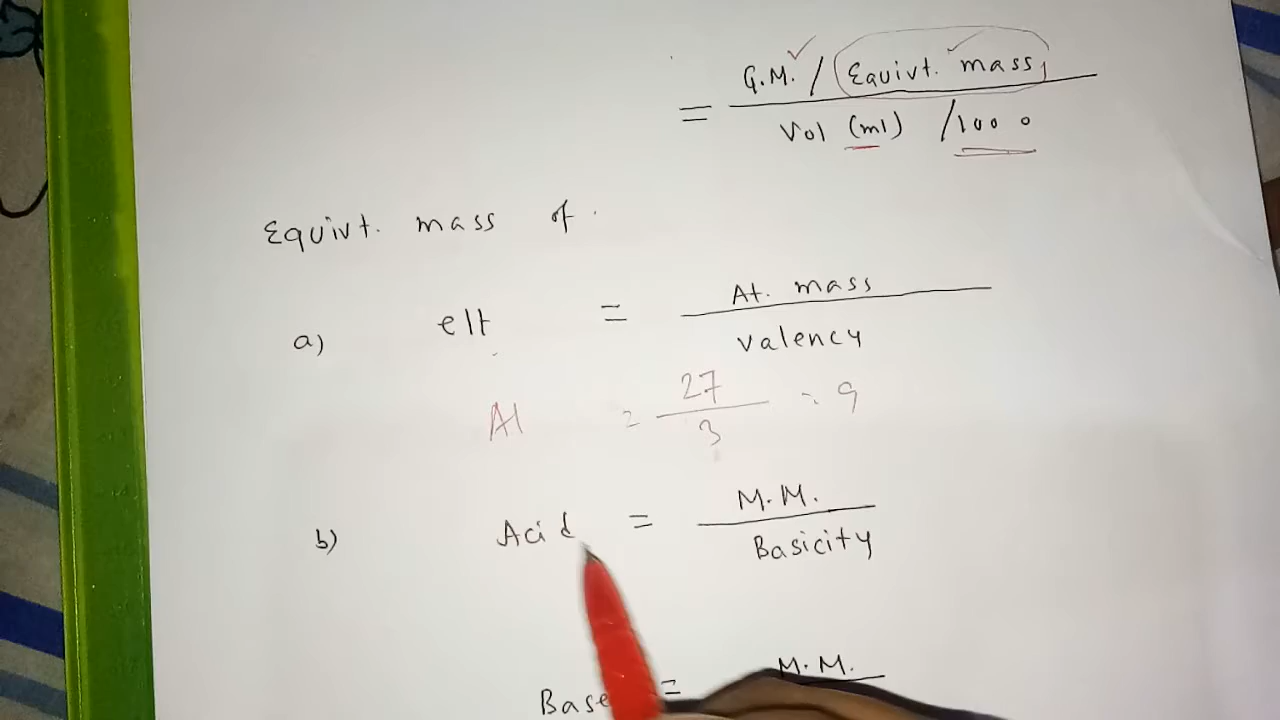 G.M. / Equivt. mass
=
Vol (ml) / 1000
Equivt. mass of.
At. mass
a) elt =
valency
27
Al = = 9
3
M.M.
b) Acid =
Basicity
M.M.
Base =